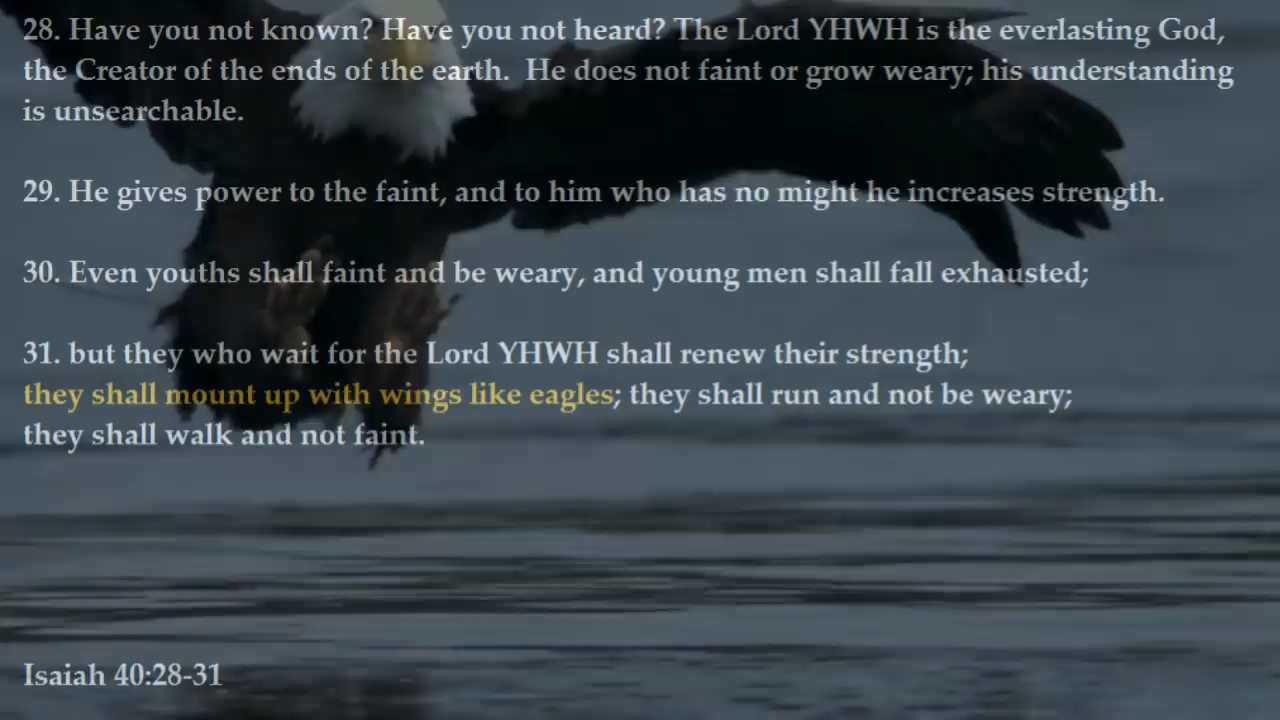 28. Have you not known? Have you not heard? The Lord YHWH is the everlasting God,
the Creator of the ends of the earth.  He does not faint or grow weary; his understanding
is unsearchable.
29. He gives power to the faint, and to him who has no might he increases strength.
30. Even youths shall faint and be weary, and young men shall fall exhausted;
31. but they who wait for the Lord YHWH shall renew their strength;
they shall mount up with wings like eagles; they shall run and not be weary;
they shall walk and not faint.
Isaiah 40:28-31